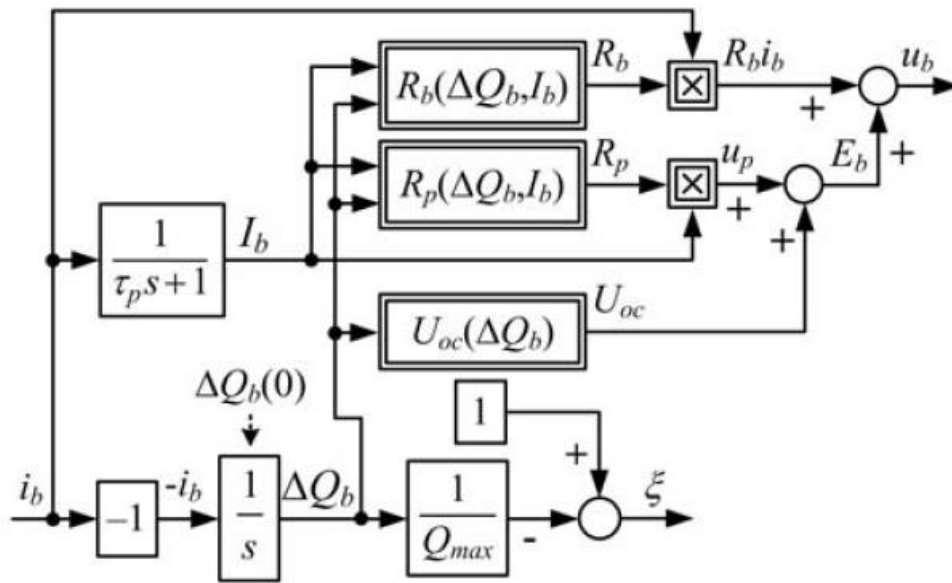 R_b(ΔQ_b,I_b) R_b × R_b i_b + u_b
R_p(ΔQ_b,I_b) R_p × u_p + + E_b +
1 / τ_p s+1 I_b
U_oc(ΔQ_b) U_oc
ΔQ_b(0) 1 +
i_b –1 -i_b 1 / s ΔQ_b 1 / Q_max - ξ